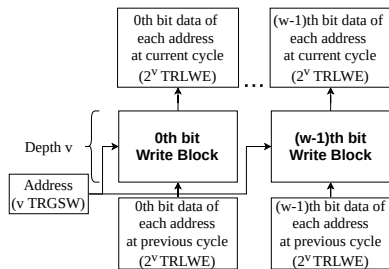 0th bit data of
each address
at current cycle
(2^v TRLWE)
...
(w-1)th bit data of
each address
at current cycle
(2^v TRLWE)
Depth v
0th bit
Write Block
(w-1)th bit
Write Block
Address
(v TRGSW)
0th bit data of
each address
at previous cycle
(2^v TRLWE)
(w-1)th bit data of
each address
at previous cycle
(2^v TRLWE)